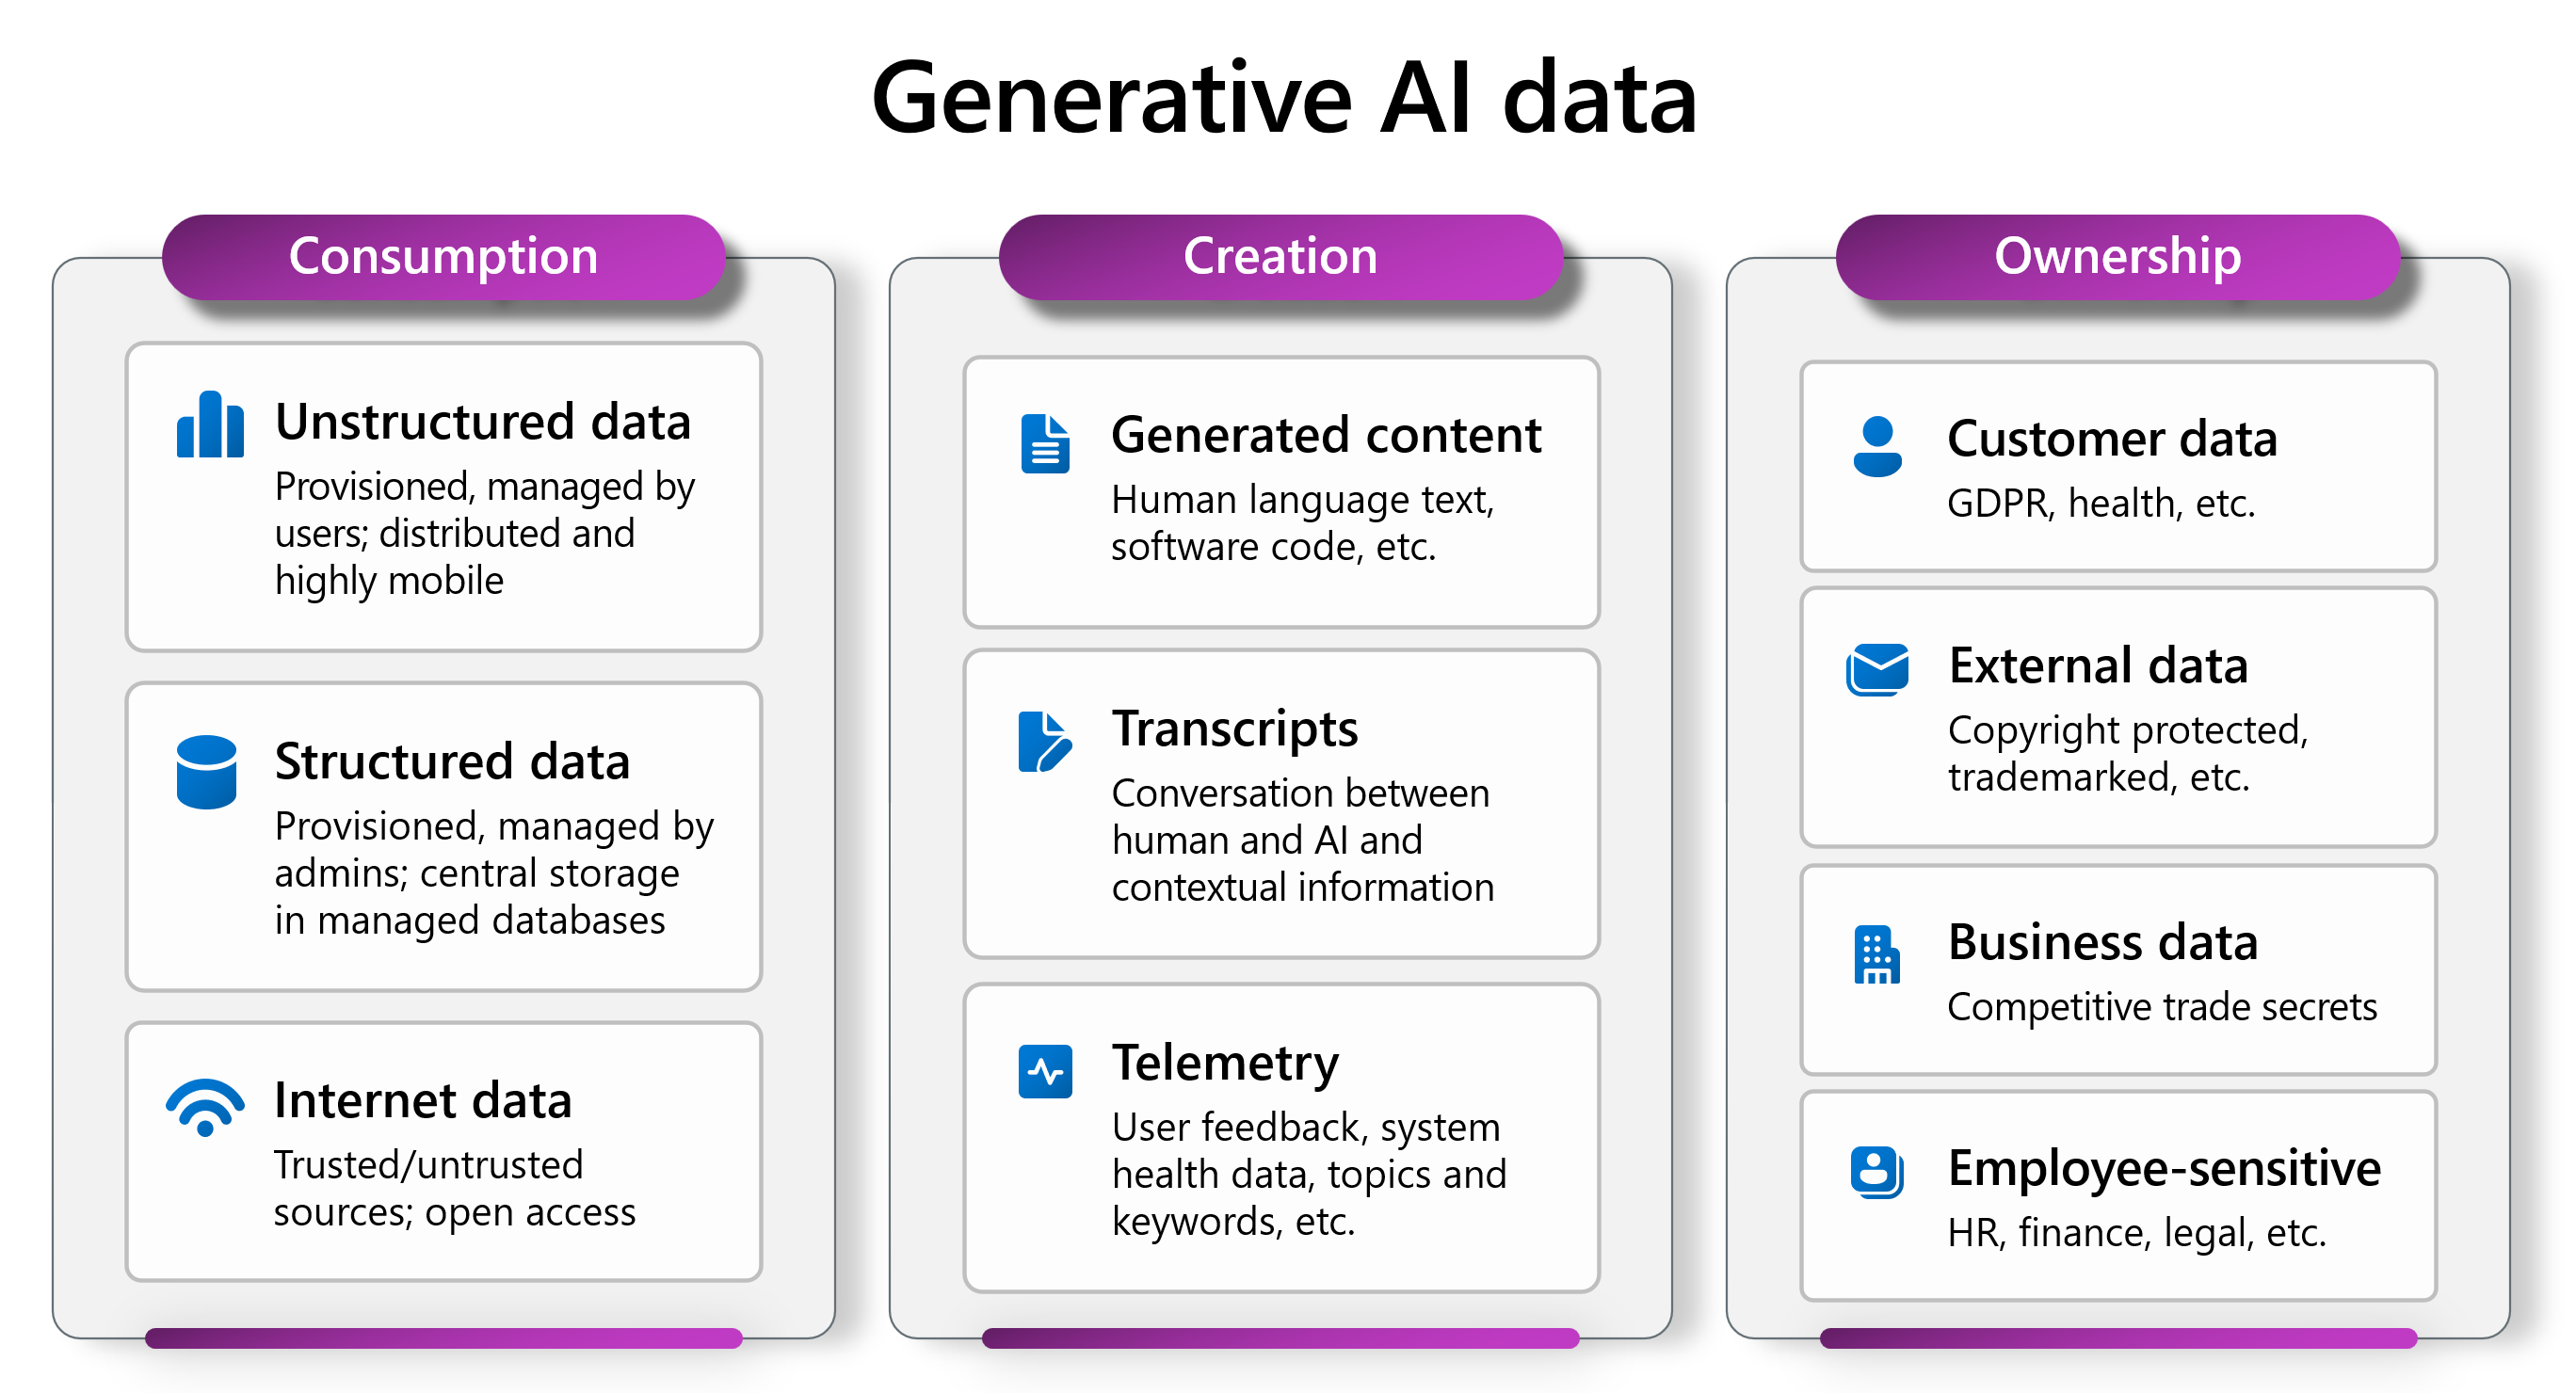 Generative AI data
Consumption
Unstructured data
Provisioned, managed by
users; distributed and
highly mobile
Structured data
Provisioned, managed by
admins; central storage
in managed databases
Internet data
Trusted/untrusted
sources; open access
Creation
Generated content
Human language text,
software code, etc.
Transcripts
Conversation between
human and AI and
contextual information
Telemetry
User feedback, system
health data, topics and
keywords, etc.
Ownership
Customer data
GDPR, health, etc.
External data
Copyright protected,
trademarked, etc.
Business data
Competitive trade secrets
Employee-sensitive
HR, finance, legal, etc.